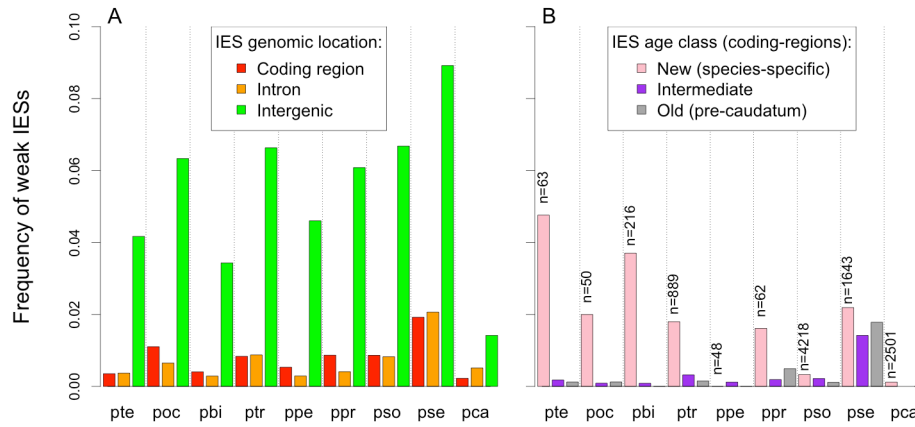 A
IES genomic location:
Coding region
Intron
Intergenic
Frequency of weak IESs
0.10
0.08
0.06
0.04
0.02
0.00
pte poc pbi ptr ppe ppr pso pse pca
B
IES age class (coding-regions):
New (species-specific)
Intermediate
Old (pre-caudatum)
n=63
n=50
n=216
n=889
n=48
n=62
n=4218
n=1643
n=2501
pte poc pbi ptr ppe ppr pso pse pca